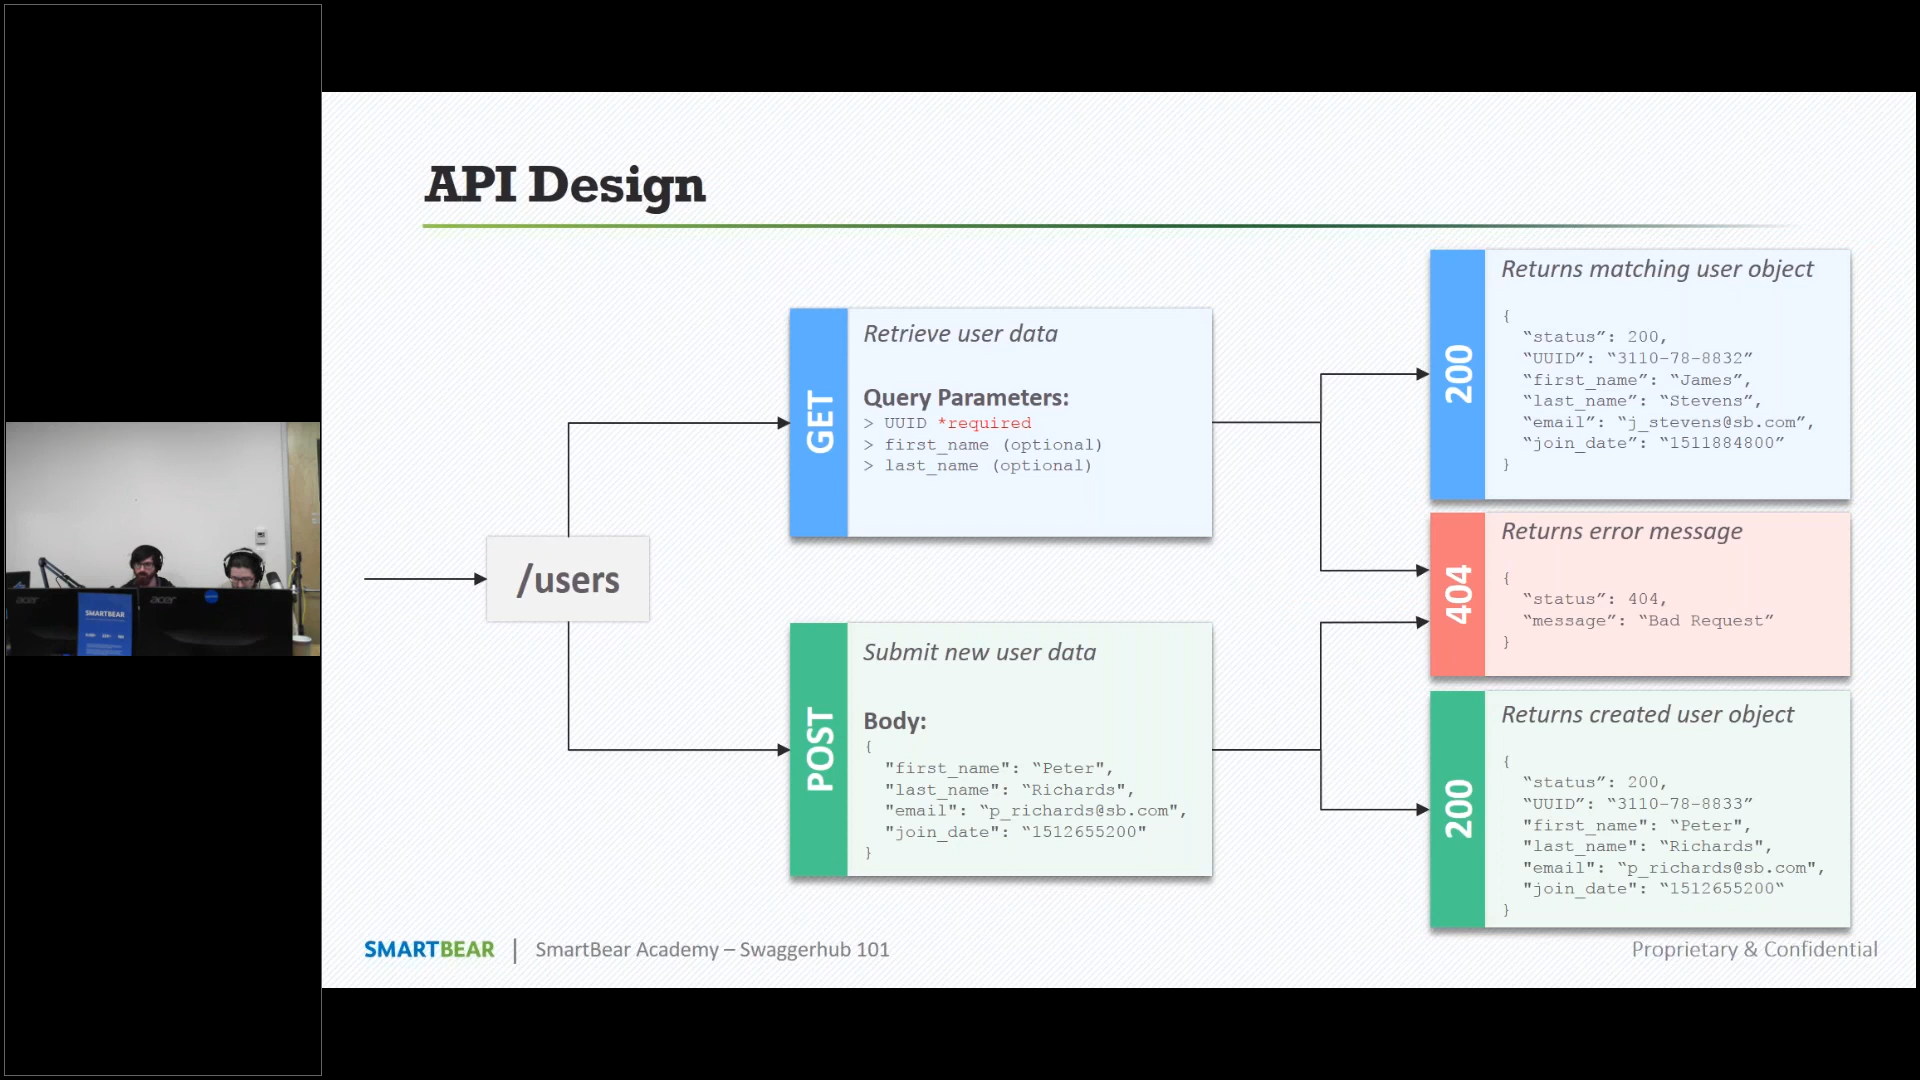 API Design
/users
GET
Retrieve user data
Query Parameters:
> UUID *required
> first_name (optional)
> last_name (optional)
POST
Submit new user data
Body:
{
"first_name": “Peter",
"last_name": “Richards",
"email": “p_richards@sb.com",
"join_date": “1512655200"
}
200
Returns matching user object
{
“status”: 200,
“UUID”: “3110-78-8832”
“first_name”: “James”,
“last_name”: “Stevens”,
“email”: “j_stevens@sb.com”,
“join_date”: “1511884800”
}
404
Returns error message
{
“status”: 404,
“message”: “Bad Request”
}
200
Returns created user object
{
“status”: 200,
“UUID”: “3110-78-8833”
"first_name": “Peter",
"last_name": “Richards",
"email": “p_richards@sb.com",
"join_date": “1512655200“
}
SMARTBEAR | SmartBear Academy – Swaggerhub 101
Proprietary & Confidential
acer
SMARTBEAR
acer